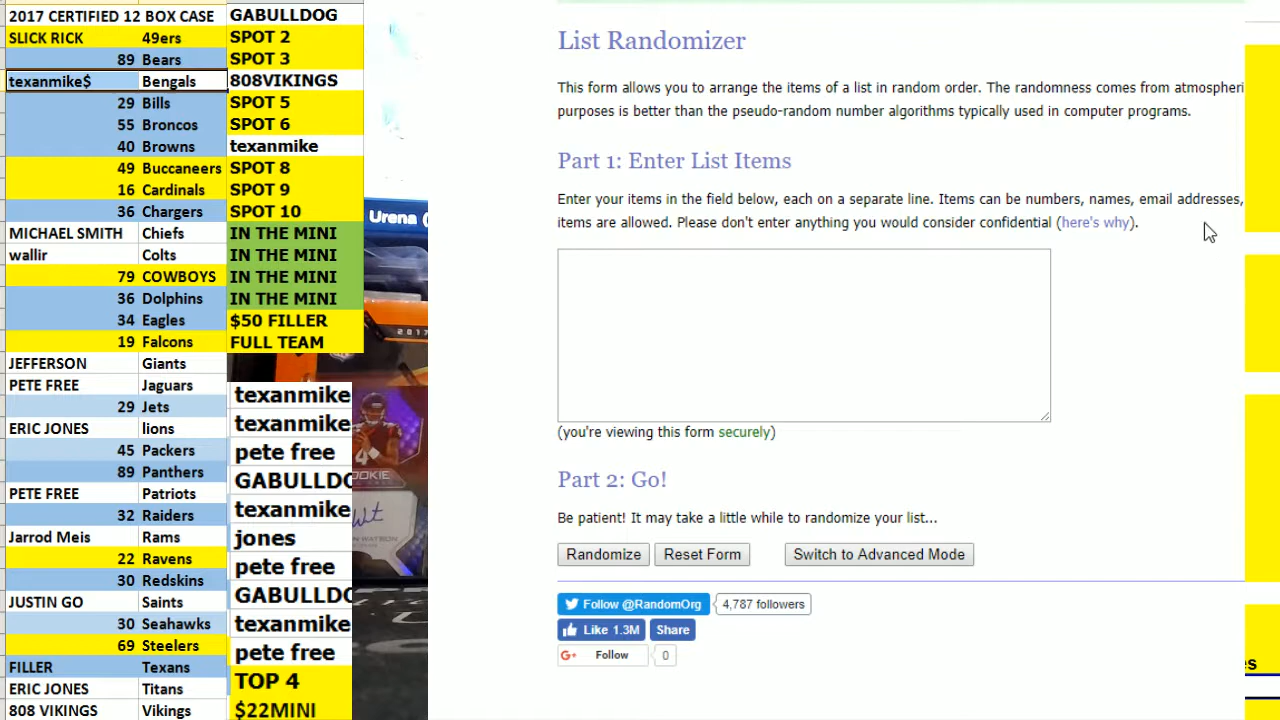 2017 CERTIFIED 12 BOX CASE
SLICK RICK 49ers
89 Bears
texanmike$ Bengals
29 Bills
55 Broncos
40 Browns
49 Buccaneers
16 Cardinals
36 Chargers
MICHAEL SMITH Chiefs
wallir Colts
79 COWBOYS
36 Dolphins
34 Eagles
19 Falcons
JEFFERSON Giants
PETE FREE Jaguars
29 Jets
ERIC JONES lions
45 Packers
89 Panthers
PETE FREE Patriots
32 Raiders
Jarrod Meis Rams
22 Ravens
30 Redskins
JUSTIN GO Saints
30 Seahawks
69 Steelers
FILLER Texans
ERIC JONES Titans
808 VIKINGS Vikings
GABULLDOG
SPOT 2
SPOT 3
808VIKINGS
SPOT 5
SPOT 6
texanmike
SPOT 8
SPOT 9
SPOT 10
IN THE MINI
IN THE MINI
IN THE MINI
IN THE MINI
$50 FILLER
FULL TEAM
texanmike
texanmike
pete free
GABULLDO
texanmike
jones
pete free
GABULLDO
texanmike
pete free
TOP 4
$22MINI
Urena (
2017
List Randomizer
This form allows you to arrange the items of a list in random order. The randomness comes from atmospheri
purposes is better than the pseudo-random number algorithms typically used in computer programs.
Part 1: Enter List Items
Enter your items in the field below, each on a separate line. Items can be numbers, names, email addresses,
items are allowed. Please don't enter anything you would consider confidential (here's why).
(you're viewing this form securely)
Part 2: Go!
Be patient! It may take a little while to randomize your list...
Randomize Reset Form Switch to Advanced Mode
Follow @RandomOrg 4,787 followers
Like 1.3M Share
G+ Follow 0
es